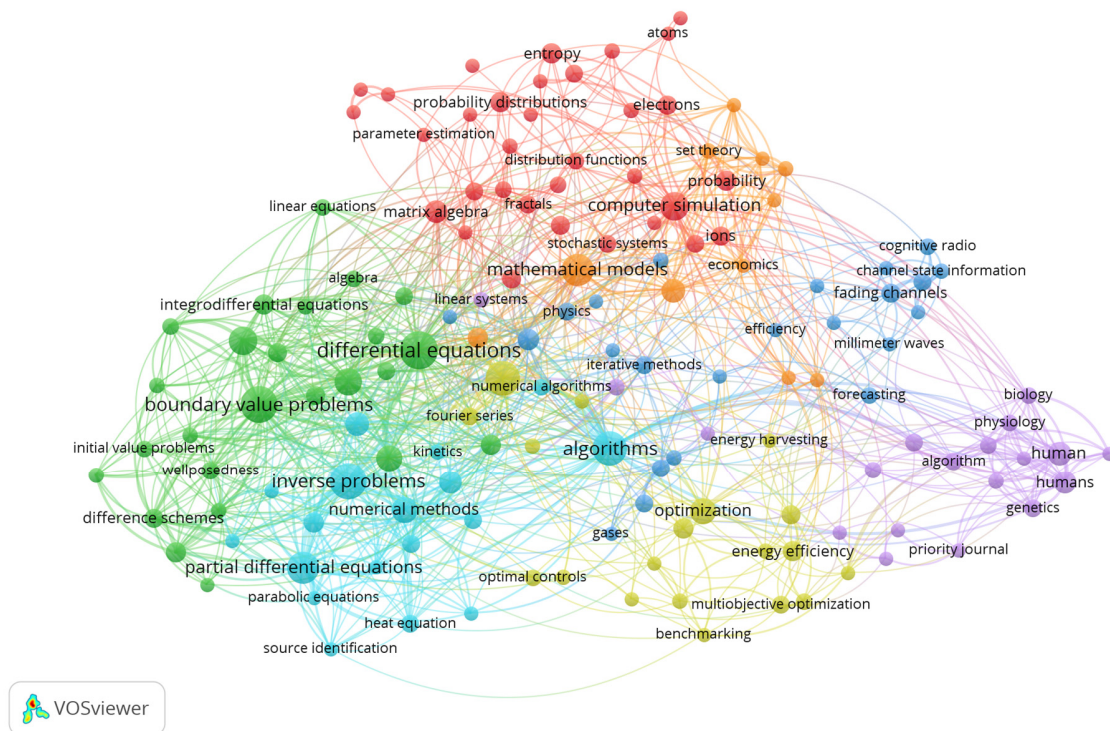 atoms
entropy
probability distributions
electrons
parameter estimation
set theory
distribution functions
probability
linear equations
matrix algebra
fractals
computer simulation
stochastic systems
ions
cognitive radio
mathematical models
economics
channel state information
algebra
integrodifferential equations
linear systems
physics
fading channels
efficiency
millimeter waves
differential equations
iterative methods
numerical algorithms
forecasting
biology
boundary value problems
fourier series
physiology
initial value problems
kinetics
algorithms
energy harvesting
human
wellposedness
algorithm
inverse problems
humans
difference schemes
numerical methods
optimization
genetics
gases
energy efficiency
priority journal
partial differential equations
optimal controls
parabolic equations
multiobjective optimization
heat equation
benchmarking
source identification
VOSviewer